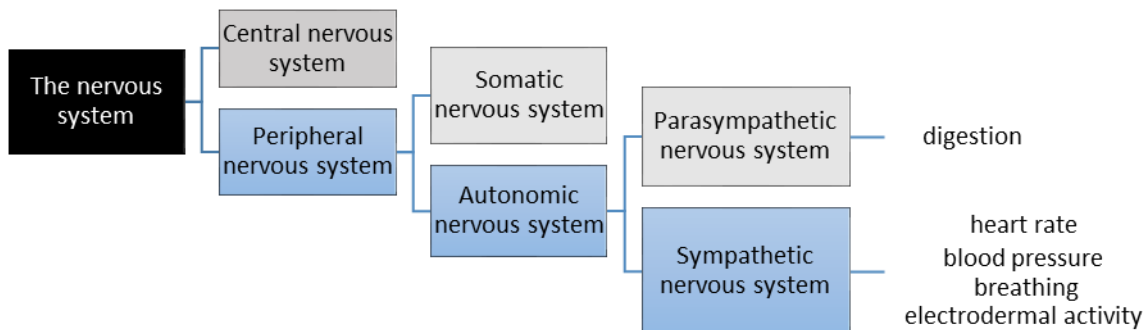 The nervous
system
Central nervous
system
Peripheral
nervous system
Somatic
nervous system
Autonomic
nervous system
Parasympathetic
nervous system
Sympathetic
nervous system
digestion
heart rate
blood pressure
breathing
electrodermal activity